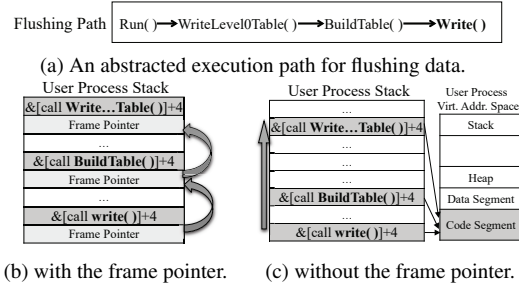 Flushing Path
Run( ) WriteLevel0Table( ) BuildTable( ) Write( )
(a) An abstracted execution path for flushing data.
User Process Stack
&[call Write…Table( )]+4
Frame Pointer
...
&[call BuildTable( )]+4
Frame Pointer
...
&[call write( )]+4
Frame Pointer
(b) with the frame pointer.
User Process Stack
...
&[call Write…Table( )]+4
...
...
...
&[call BuildTable( )]+4
...
&[call write( )]+4
User Process
Virt. Addr. Space
Stack
Heap
Data Segment
Code Segment
(c) without the frame pointer.